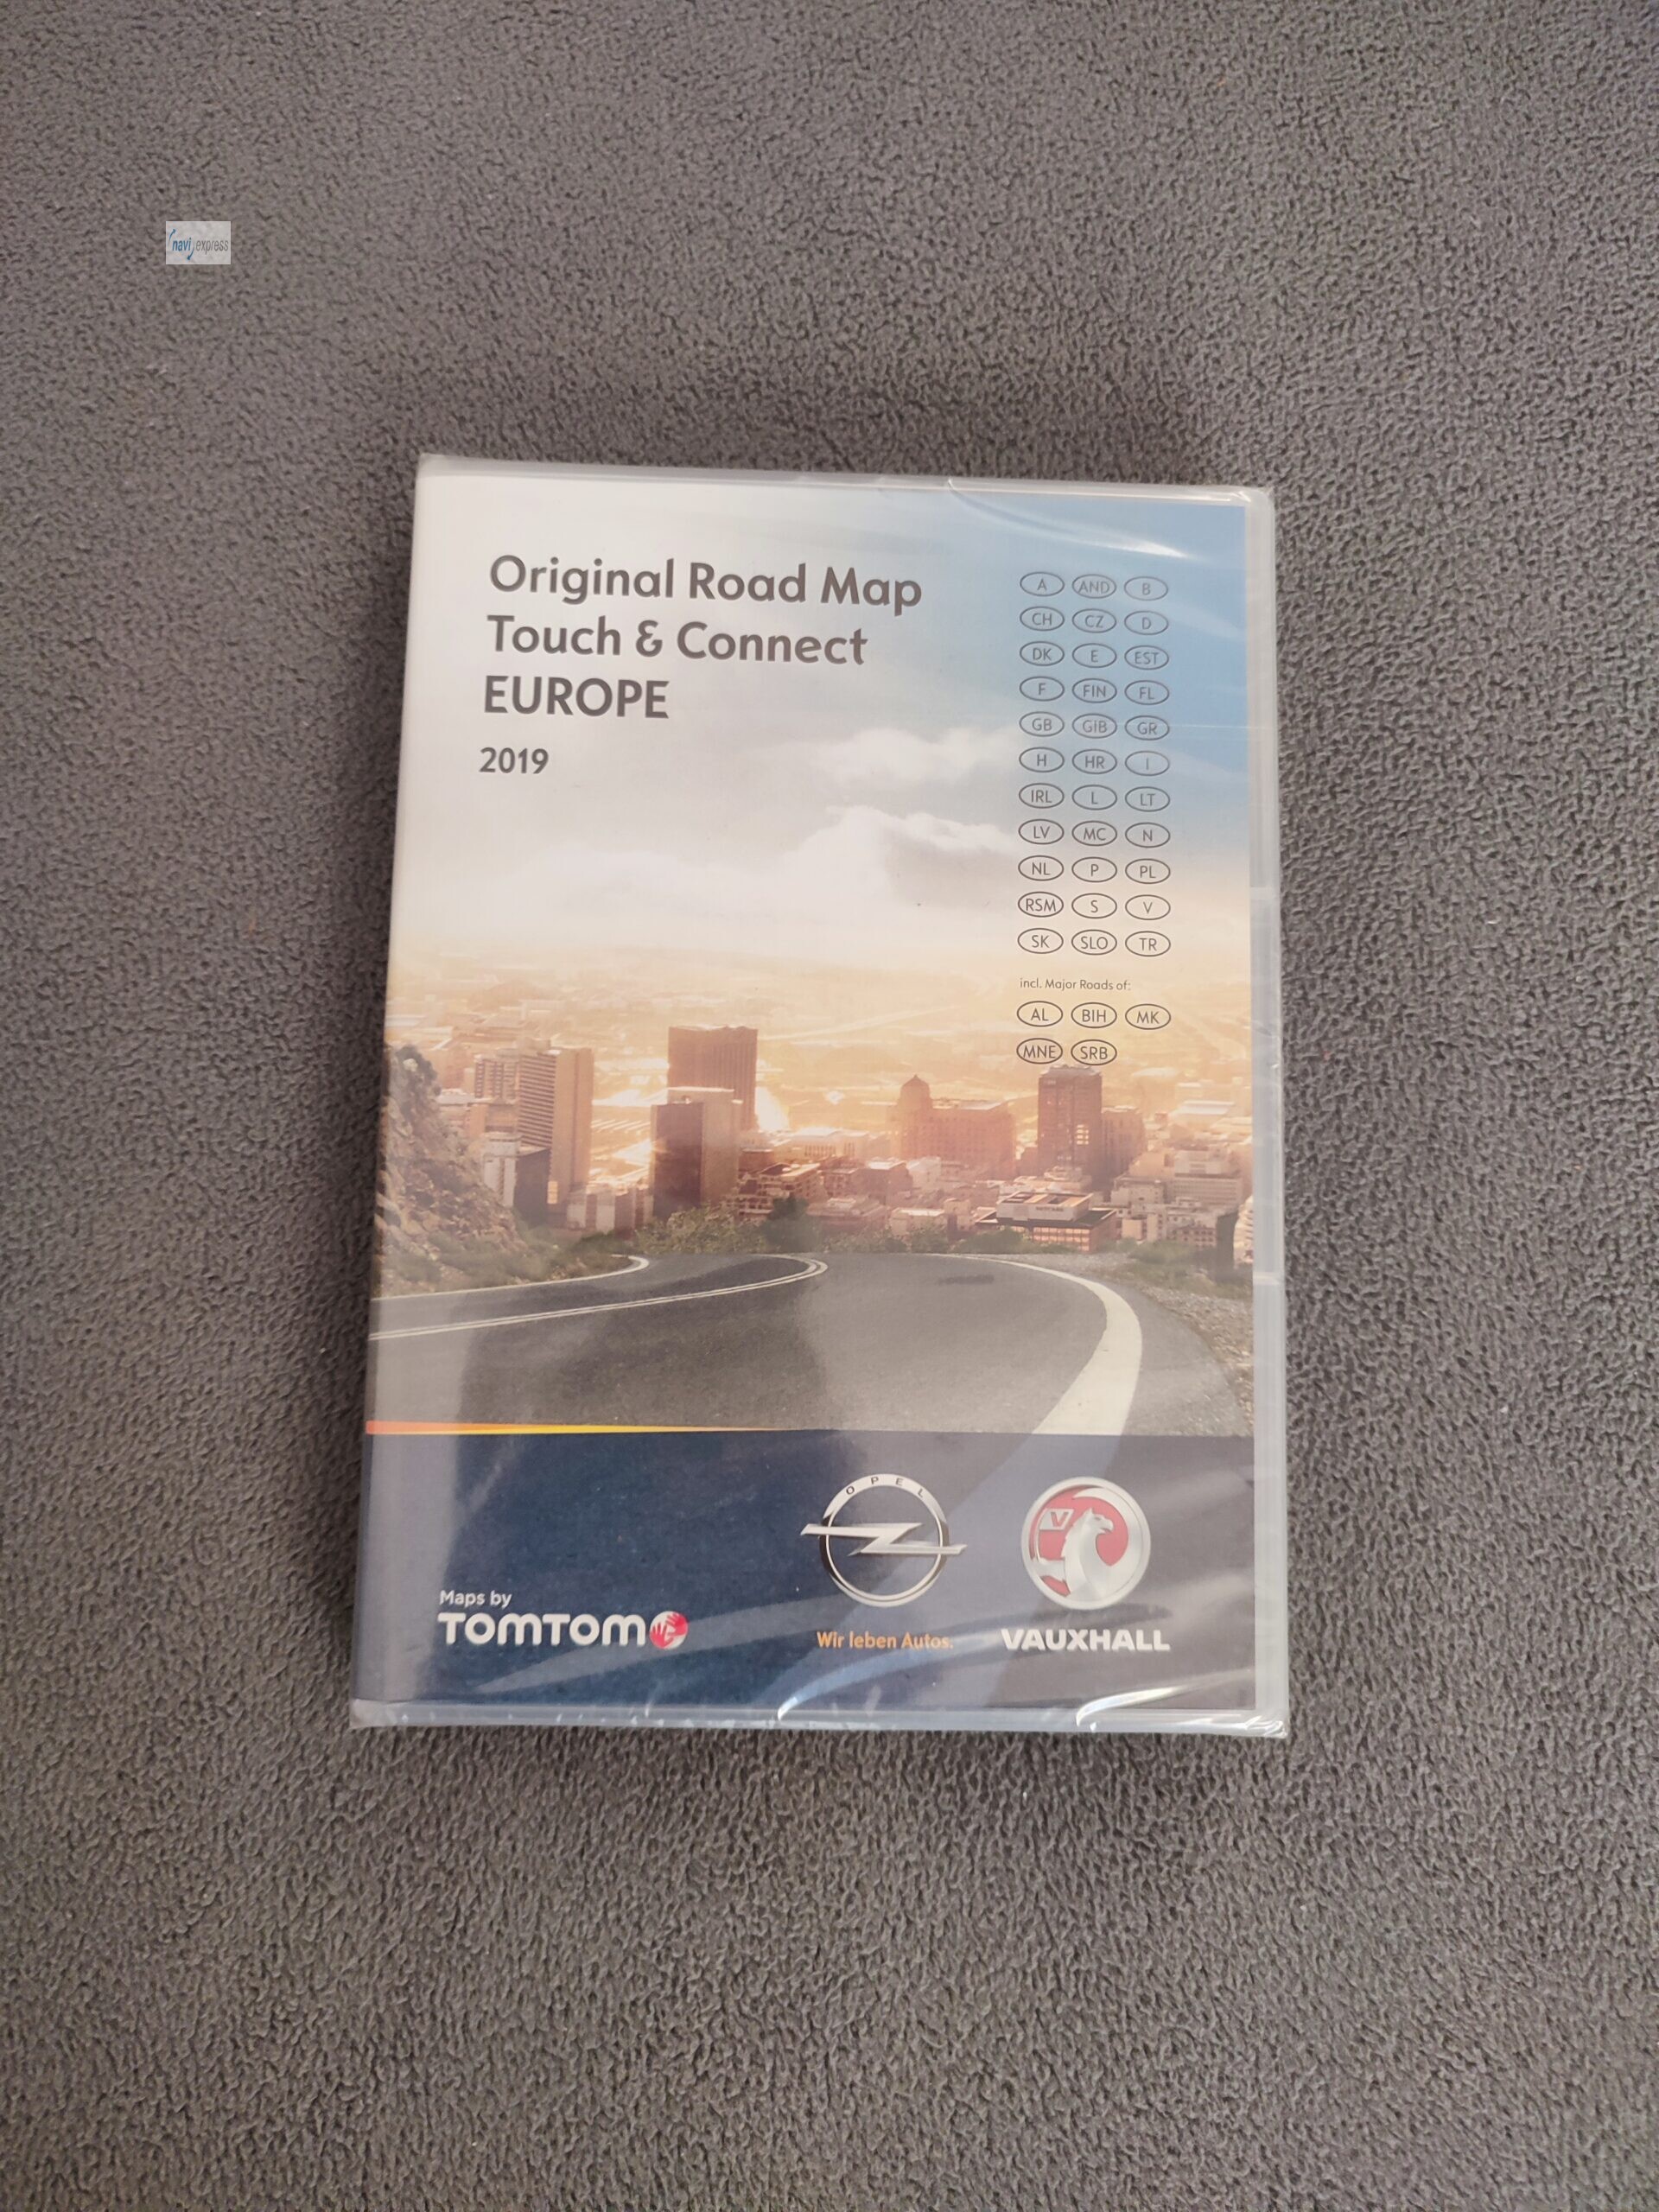 navi express
Original Road Map
Touch & Connect
EUROPE
2019
A AND B
CH CZ D
DK E EST
F FIN FL
GB GIB GR
H HR I
IRL L LT
LV MC N
NL P PL
RSM S V
SK SLO TR
incl. Major Roads of:
AL BIH MK
MNE SRB
OPEL
V
Maps by
TOMTOM
Wir leben Autos.
VAUXHALL